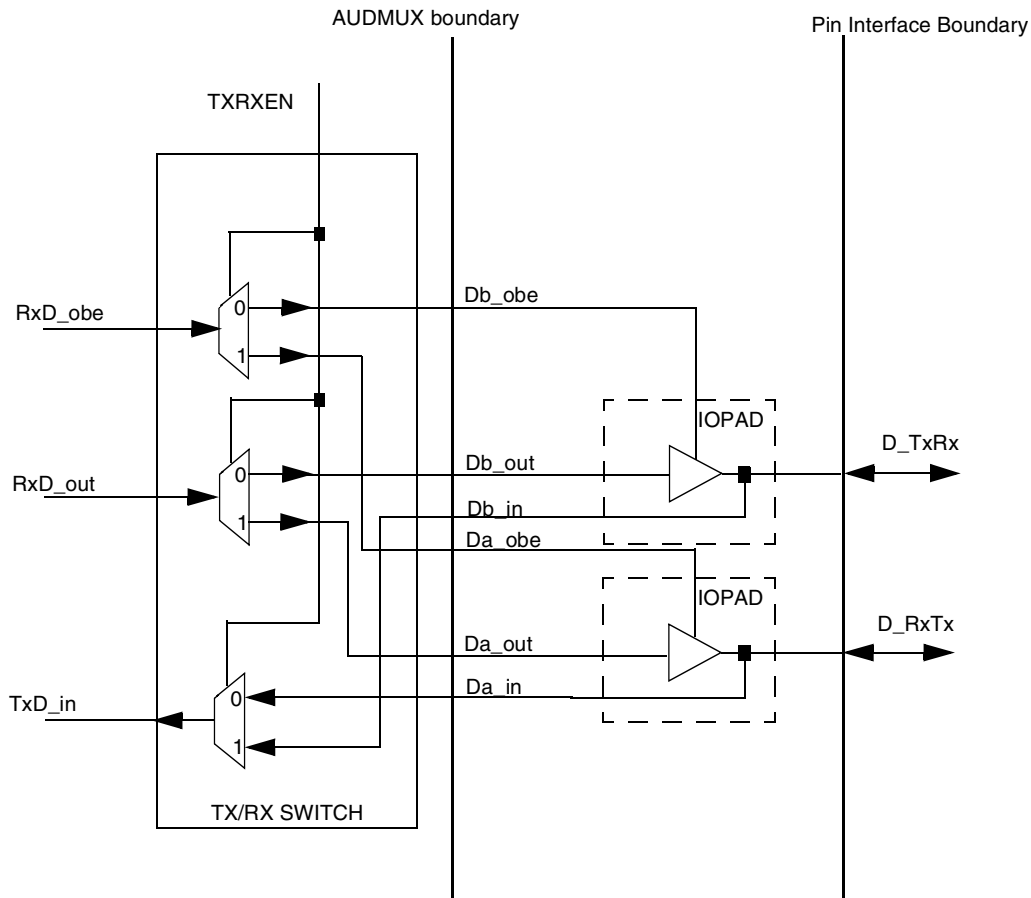 AUDMUX boundary
Pin Interface Boundary
TXRXEN
RxD_obe
0
1
Db_obe
IOPAD
D_TxRx
RxD_out
0
1
Db_out
Db_in
Da_obe
IOPAD
D_RxTx
Da_out
Da_in
TxD_in
0
1
TX/RX SWITCH